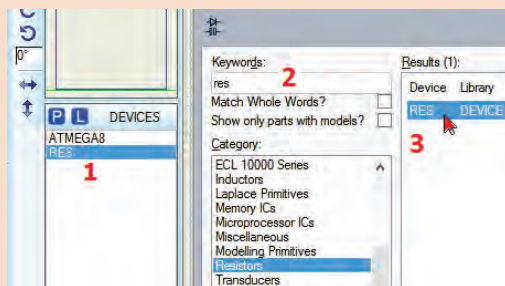 0°
P L DEVICES
ATMEGA8
RES
1
Keywords:
res
2
Match Whole Words?
Show only parts with models?
Category:
ECL 10000 Series
Inductors
Laplace Primitives
Memory ICs
Microprocessor ICs
Miscellaneous
Modelling Primitives
Resistors
Transducers
Results (1):
Device Library
RES DEVICE
3